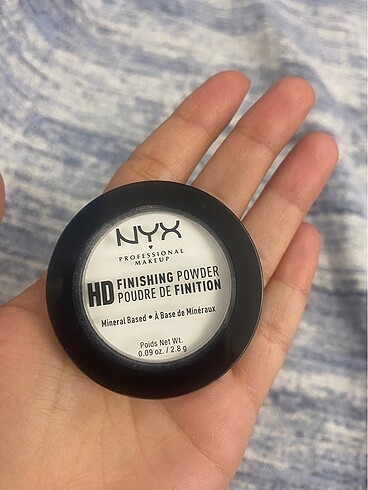 NYX
PROFESSIONAL
MAKEUP
HD FINISHING POWDER
POUDRE DE FINITION
Mineral Based • À Base de Minéraux
Poids Net Wt.
0.09 oz. / 2.8 g